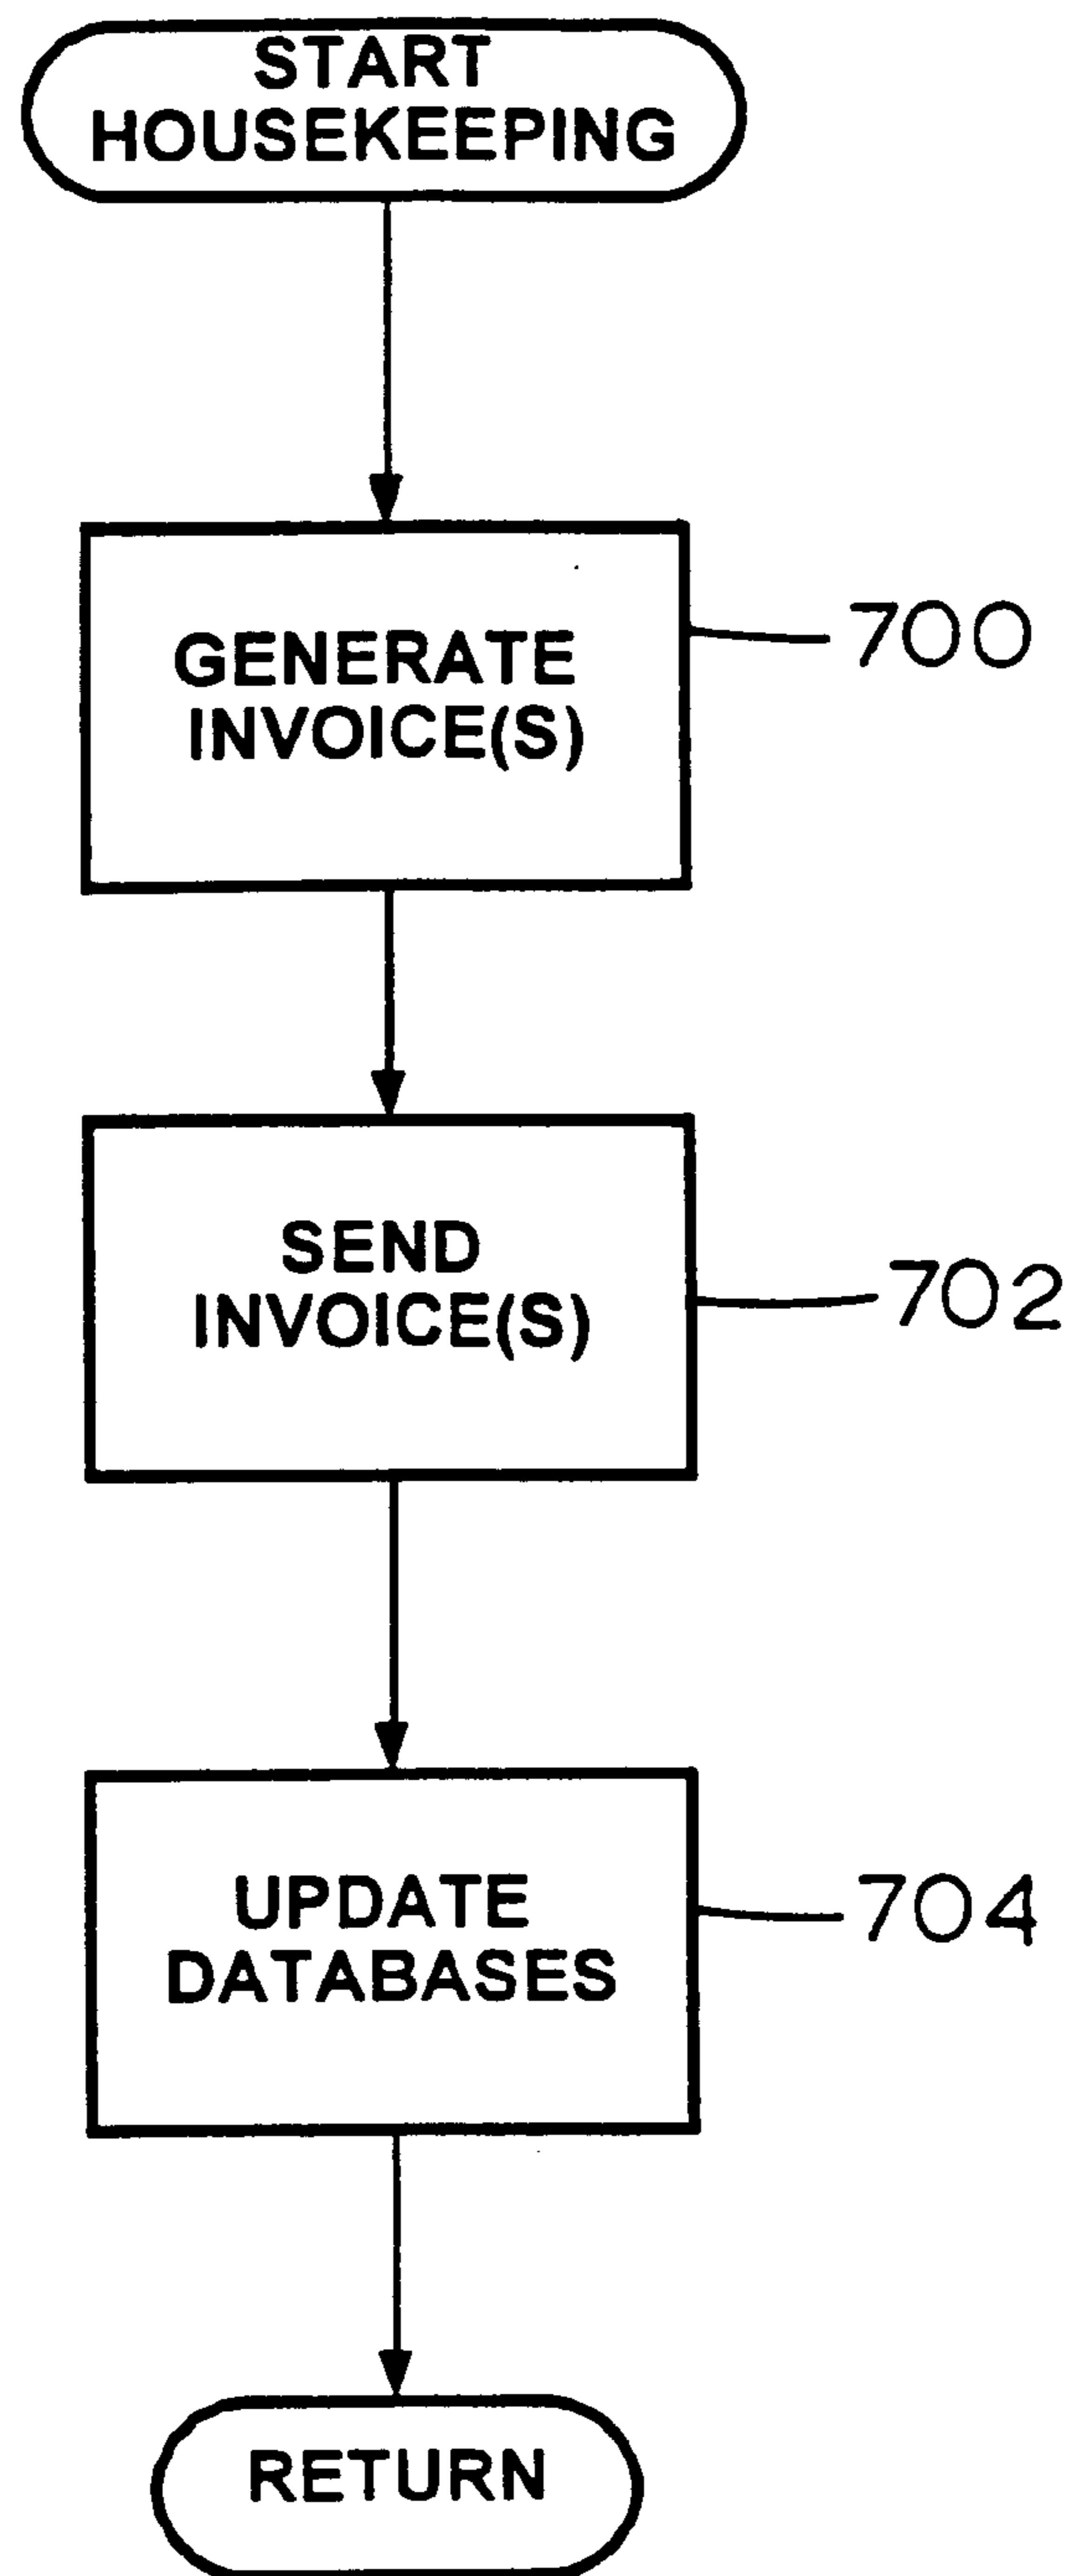 START
HOUSEKEEPING
GENERATE
INVOICE(S)
700
SEND
INVOICE(S)
702
UPDATE
DATABASES
704
RETURN